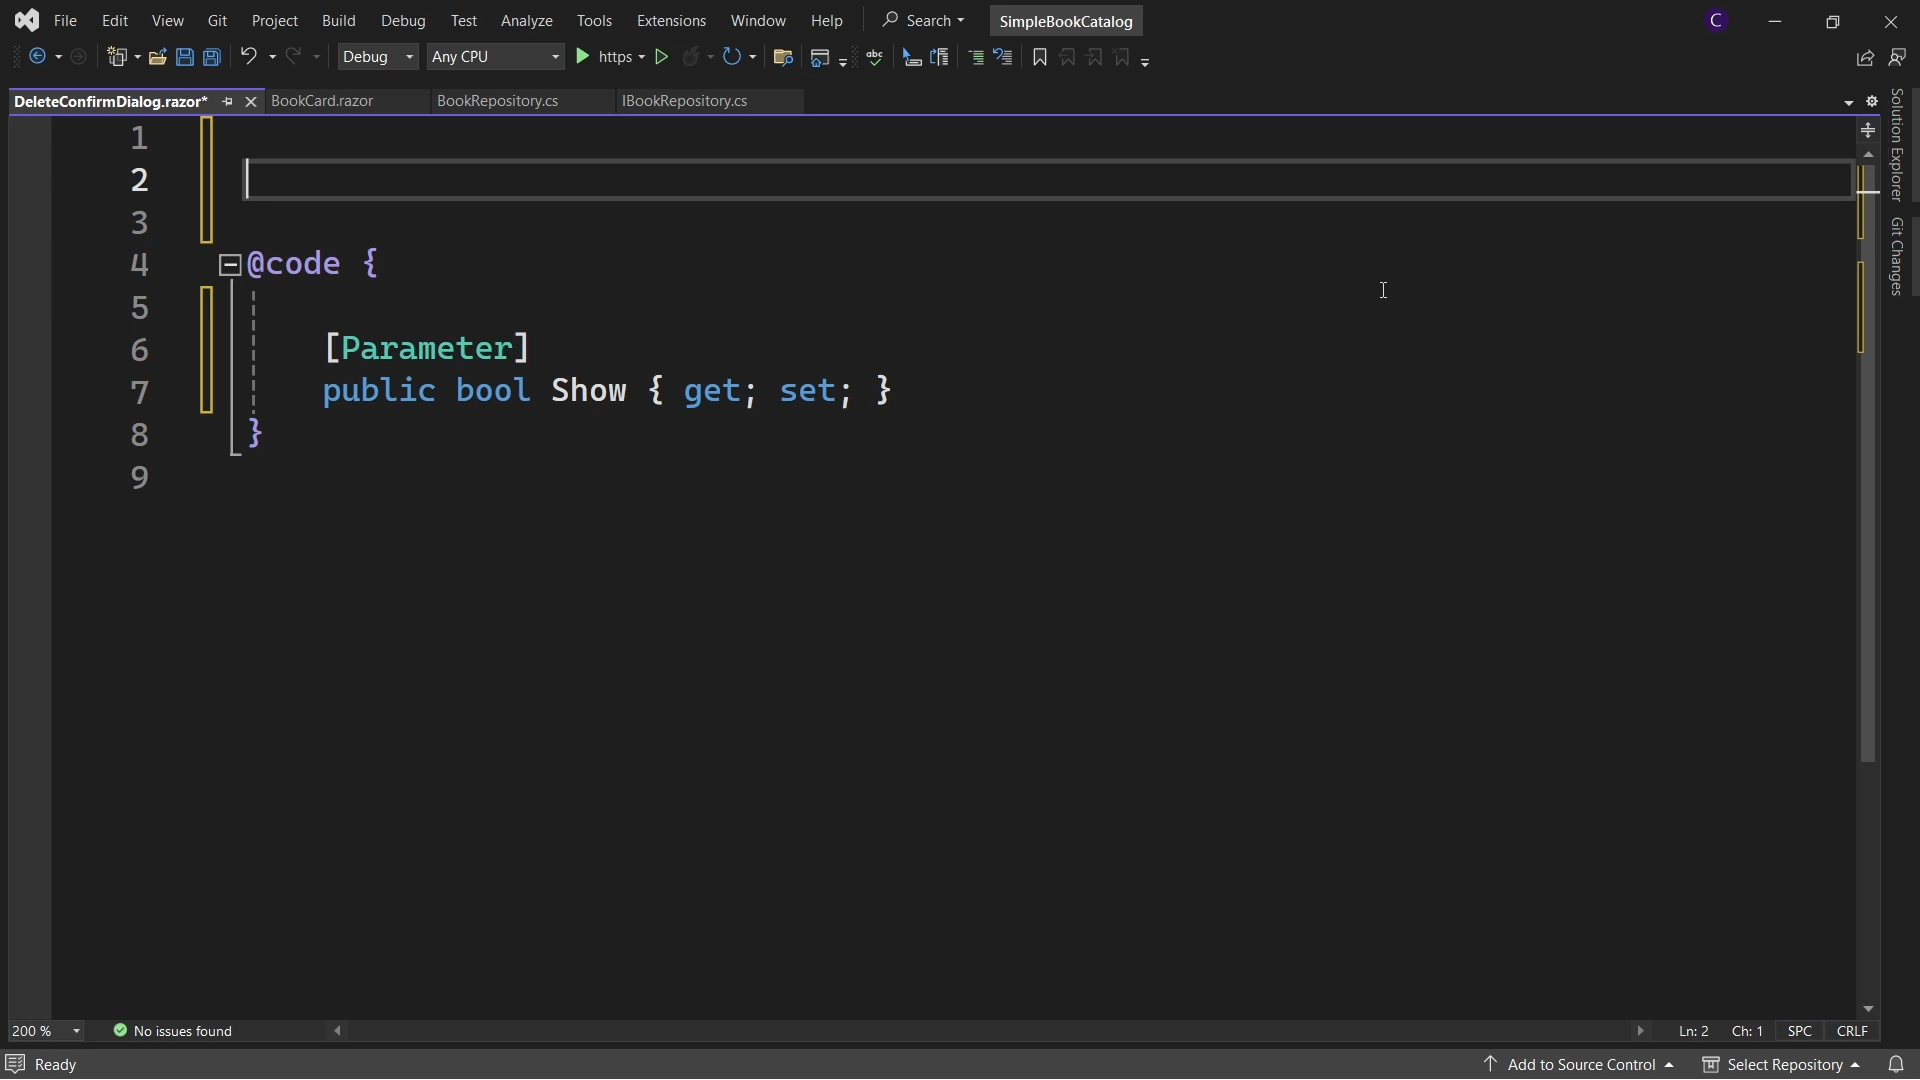 File Edit View Git Project Build Debug Test Analyze Tools Extensions Window Help Search SimpleBookCatalog C
Debug Any CPU https abc
DeleteConfirmDialog.razor* BookCard.razor BookRepository.cs IBookRepository.cs
Solution Explorer
Git Changes
1
2
3
4 @code {
5
6 [Parameter]
7 public bool Show { get; set; }
8 }
9
200 % No issues found Ln: 2 Ch: 1 SPC CRLF
Ready Add to Source Control Select Repository